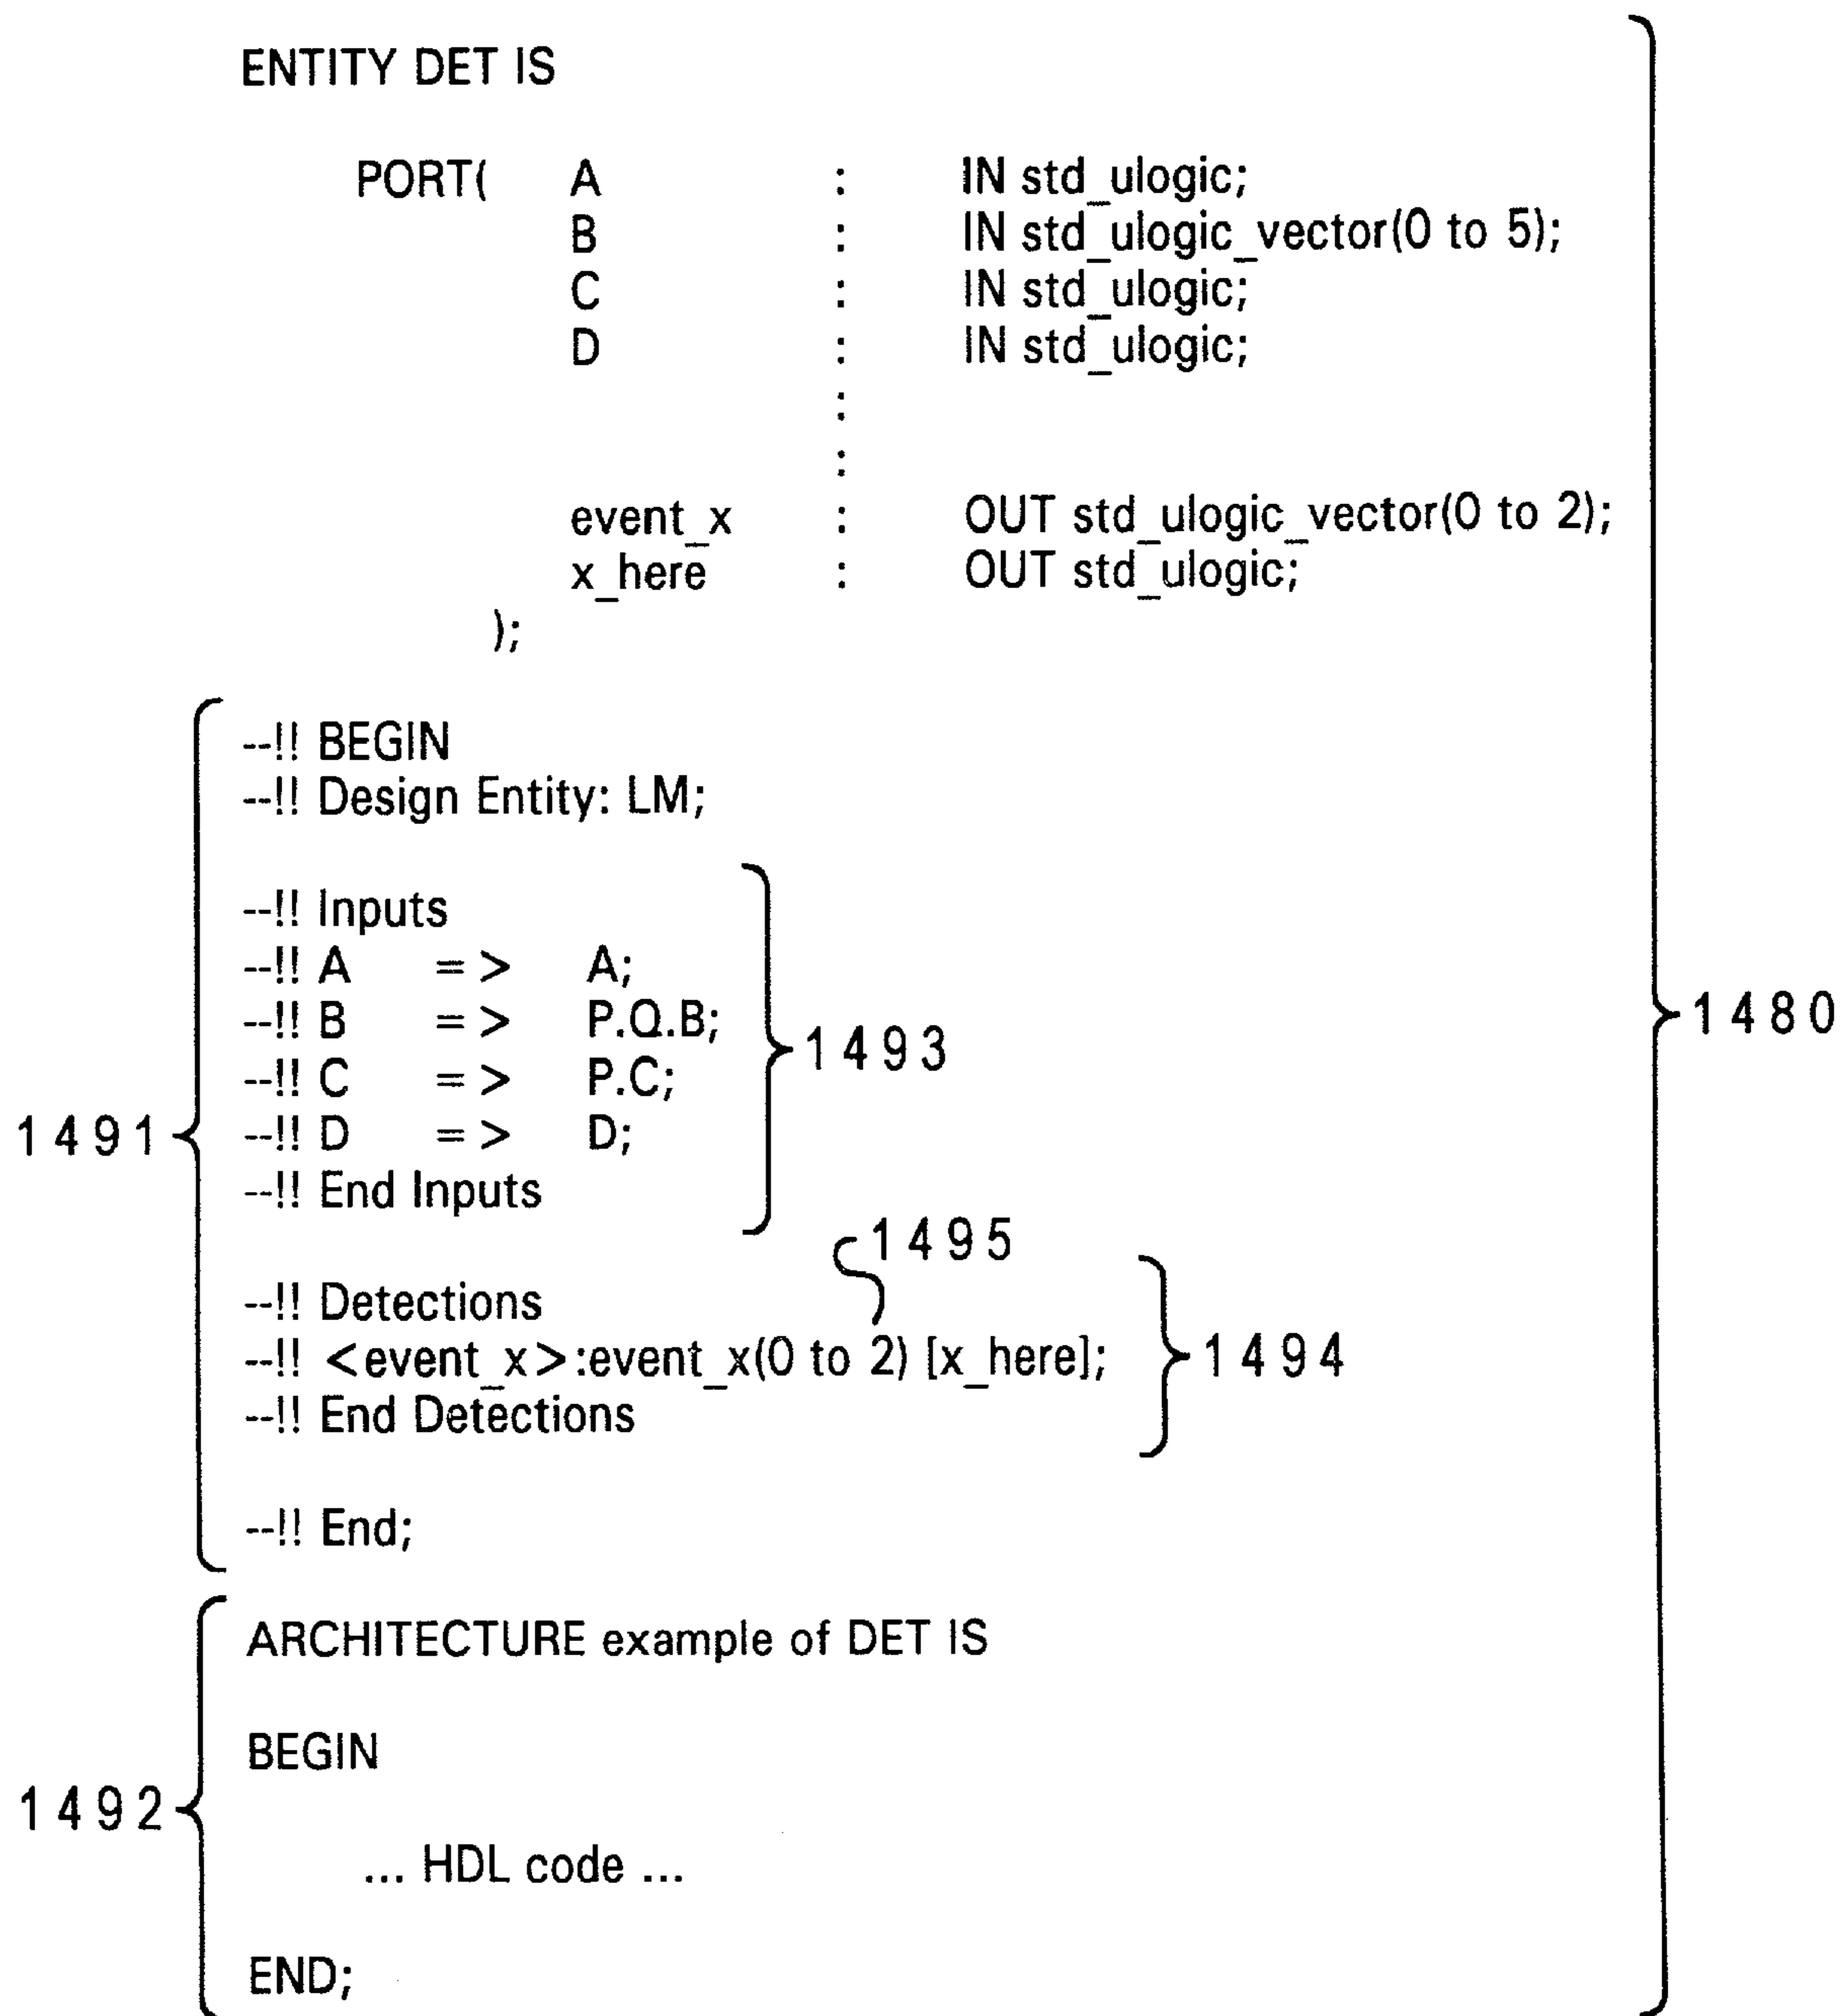 ENTITY DET IS
PORT( A : IN std_ulogic;
B : IN std_ulogic_vector(0 to 5);
C : IN std_ulogic;
D : IN std_ulogic;
:
:
event_x : OUT std_ulogic_vector(0 to 2);
x_here : OUT std_ulogic;
);
--!! BEGIN
--!! Design Entity: LM;
--!! Inputs
--!! A => A;
--!! B => P.Q.B;
--!! C => P.C;
--!! D => D;
--!! End Inputs
--!! Detections
--!! <event_x>:event_x(0 to 2) [x_here];
--!! End Detections
--!! End;
ARCHITECTURE example of DET IS
BEGIN
... HDL code ...
END;
1480
1491
1493
1495
1494
1492